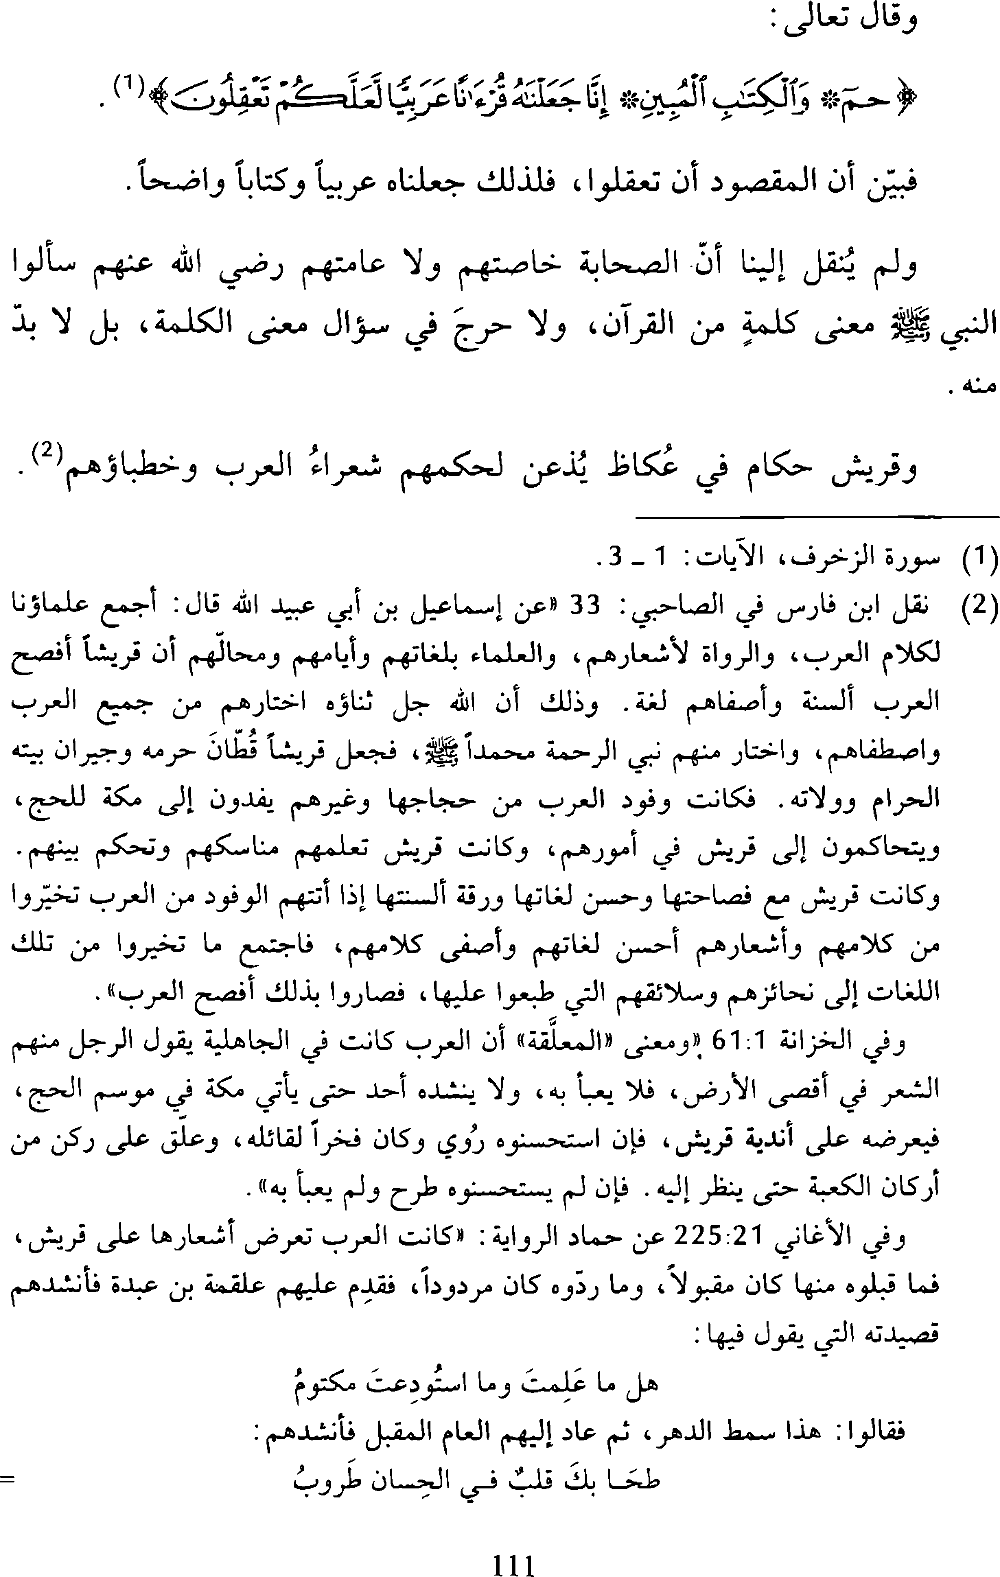 وقال تعالى:
﴿حمٓ* وَٱلْكِتَٰبِ ٱلْمُبِينِ* إِنَّا جَعَلْنَٰهُ قُرْءَٰنًا عَرَبِيًّا لَّعَلَّكُمْ تَعْقِلُونَ﴾(1).
فبيّن أن المقصود أن تعقلوا، فلذلك جعلناه عربياً وكتاباً واضحاً.
ولم يُنقل إلينا أنّ الصحابة خاصتهم ولا عامتهم رضي الله عنهم سألوا
النبي ﷺ معنى كلمةٍ من القرآن، ولا حرجَ في سؤال معنى الكلمة، بل لا بدّ
منه.
وقريش حكام في عُكاظ يُذعن لحكمهم شعراءُ العرب وخطباؤهم(2).
(1) سورة الزخرف، الآيات: 1 ـ 3.
(2) نقل ابن فارس في الصاحبي: 33 «عن إسماعيل بن أبي عبيد الله قال: أجمع علماؤنا
لكلام العرب، والرواة لأشعارهم، والعلماء بلغاتهم وأيامهم ومحالّهم أن قريشاً أفصح
العرب ألسنة وأصفاهم لغة. وذلك أن الله جل ثناؤه اختارهم من جميع العرب
واصطفاهم، واختار منهم نبي الرحمة محمداً ﷺ، فجعل قريشاً قُطّانَ حرمه وجيران بيته
الحرام وولاته. فكانت وفود العرب من حجاجها وغيرهم يفدون إلى مكة للحج،
ويتحاكمون إلى قريش في أمورهم، وكانت قريش تعلمهم مناسكهم وتحكم بينهم.
وكانت قريش مع فصاحتها وحسن لغاتها ورقة ألسنتها إذا أتتهم الوفود من العرب تخيّروا
من كلامهم وأشعارهم أحسن لغاتهم وأصفى كلامهم، فاجتمع ما تخيروا من تلك
اللغات إلى نحائزهم وسلائقهم التي طبعوا عليها، فصاروا بذلك أفصح العرب».
وفي الخزانة 61:1 «ومعنى «المعلَّقة» أن العرب كانت في الجاهلية يقول الرجل منهم
الشعر في أقصى الأرض، فلا يعبأ به، ولا ينشده أحد حتى يأتي مكة في موسم الحج،
فيعرضه على أندية قريش، فإن استحسنوه رُوي وكان فخراً لقائله، وعلّق على ركن من
أركان الكعبة حتى ينظر إليه. فإن لم يستحسنوه طرح ولم يعبأ به».
وفي الأغاني 225:21 عن حماد الرواية: «كانت العرب تعرض أشعارها على قريش،
فما قبلوه منها كان مقبولاً، وما ردّوه كان مردوداً، فقدِم عليهم علقمة بن عبدة فأنشدهم
قصيدته التي يقول فيها:
هل ما عَلِمتَ وما استُودِعتَ مكتومُ
فقالوا: هذا سمط الدهر، ثم عاد إليهم العام المقبل فأنشدهم:
طحَـا بكَ قلبٌ فـي الحِسان طَروبُ
=
111